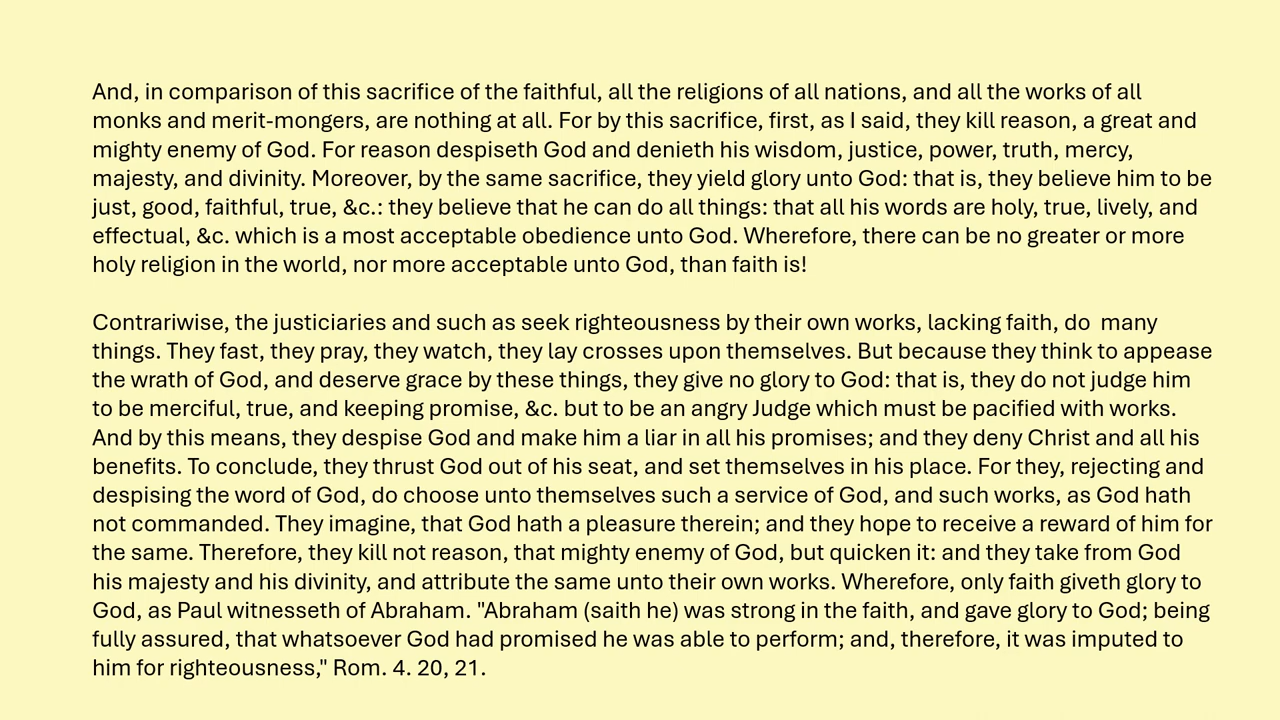 And, in comparison of this sacrifice of the faithful, all the religions of all nations, and all the works of all
monks and merit-mongers, are nothing at all. For by this sacrifice, first, as I said, they kill reason, a great and
mighty enemy of God. For reason despiseth God and denieth his wisdom, justice, power, truth, mercy,
majesty, and divinity. Moreover, by the same sacrifice, they yield glory unto God: that is, they believe him to be
just, good, faithful, true, &c.: they believe that he can do all things: that all his words are holy, true, lively, and
effectual, &c. which is a most acceptable obedience unto God. Wherefore, there can be no greater or more
holy religion in the world, nor more acceptable unto God, than faith is!

Contrariwise, the justiciaries and such as seek righteousness by their own works, lacking faith, do  many
things. They fast, they pray, they watch, they lay crosses upon themselves. But because they think to appease
the wrath of God, and deserve grace by these things, they give no glory to God: that is, they do not judge him
to be merciful, true, and keeping promise, &c. but to be an angry Judge which must be pacified with works.
And by this means, they despise God and make him a liar in all his promises; and they deny Christ and all his
benefits. To conclude, they thrust God out of his seat, and set themselves in his place. For they, rejecting and
despising the word of God, do choose unto themselves such a service of God, and such works, as God hath
not commanded. They imagine, that God hath a pleasure therein; and they hope to receive a reward of him for
the same. Therefore, they kill not reason, that mighty enemy of God, but quicken it: and they take from God
his majesty and his divinity, and attribute the same unto their own works. Wherefore, only faith giveth glory to
God, as Paul witnesseth of Abraham. "Abraham (saith he) was strong in the faith, and gave glory to God; being
fully assured, that whatsoever God had promised he was able to perform; and, therefore, it was imputed to
him for righteousness," Rom. 4. 20, 21.